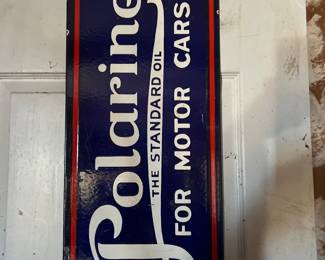 Polarine
THE STANDARD OIL
FOR MOTOR CARS